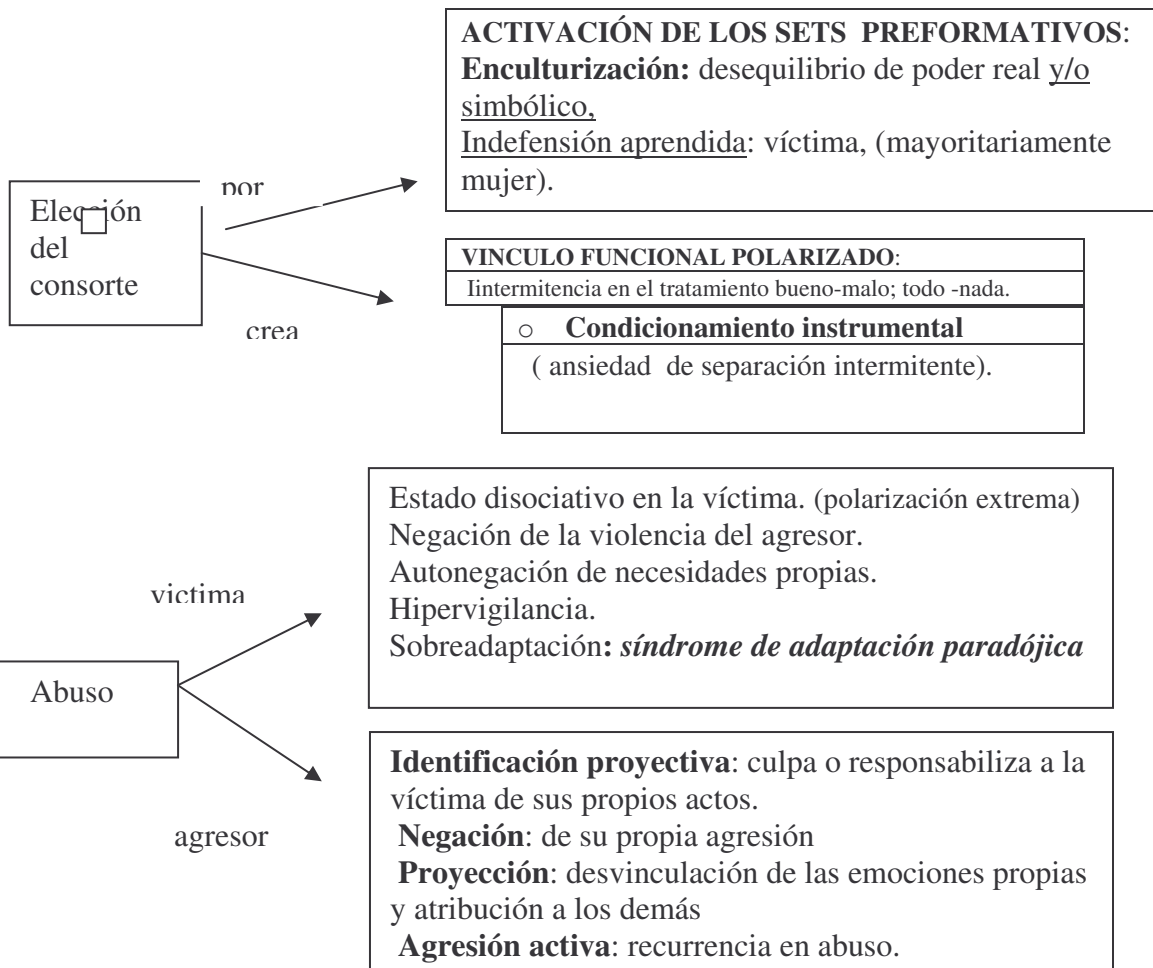 ACTIVACIÓN DE LOS SETS PREFORMATIVOS:
Enculturización: desequilibrio de poder real y/o
simbólico,
Indefensión aprendida: víctima, (mayoritariamente
mujer).
por
Elección
del
consorte
crea
VINCULO FUNCIONAL POLARIZADO:
Iintermitencia en el tratamiento bueno-malo; todo -nada.
o Condicionamiento instrumental
( ansiedad de separación intermitente).
Estado disociativo en la víctima. (polarización extrema)
Negación de la violencia del agresor.
Autonegación de necesidades propias.
Hipervigilancia.
Sobreadaptación: síndrome de adaptación paradójica
victima
Abuso
agresor
Identificación proyectiva: culpa o responsabiliza a la
víctima de sus propios actos.
Negación: de su propia agresión
Proyección: desvinculación de las emociones propias
y atribución a los demás
Agresión activa: recurrencia en abuso.